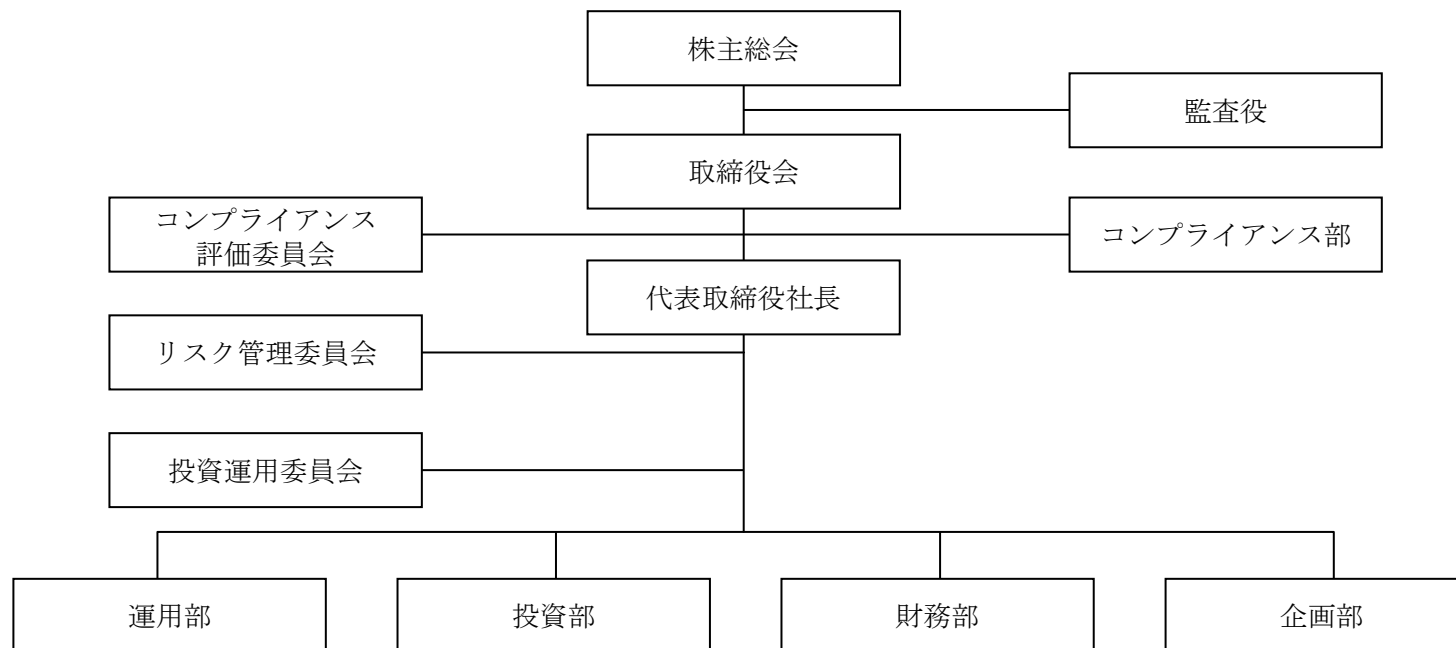 株主総会
監査役
取締役会
コンプライアンス
評価委員会
コンプライアンス部
代表取締役社長
リスク管理委員会
投資運用委員会
運用部
投資部
財務部
企画部